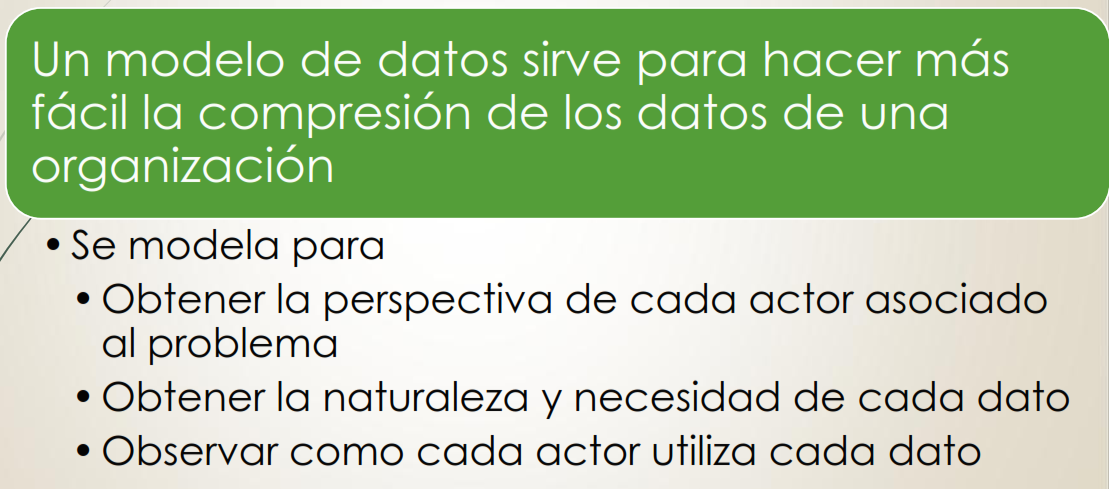 Un modelo de datos sirve para hacer más
fácil la compresión de los datos de una
organización
• Se modela para
• Obtener la perspectiva de cada actor asociado
al problema
• Obtener la naturaleza y necesidad de cada dato
• Observar como cada actor utiliza cada dato